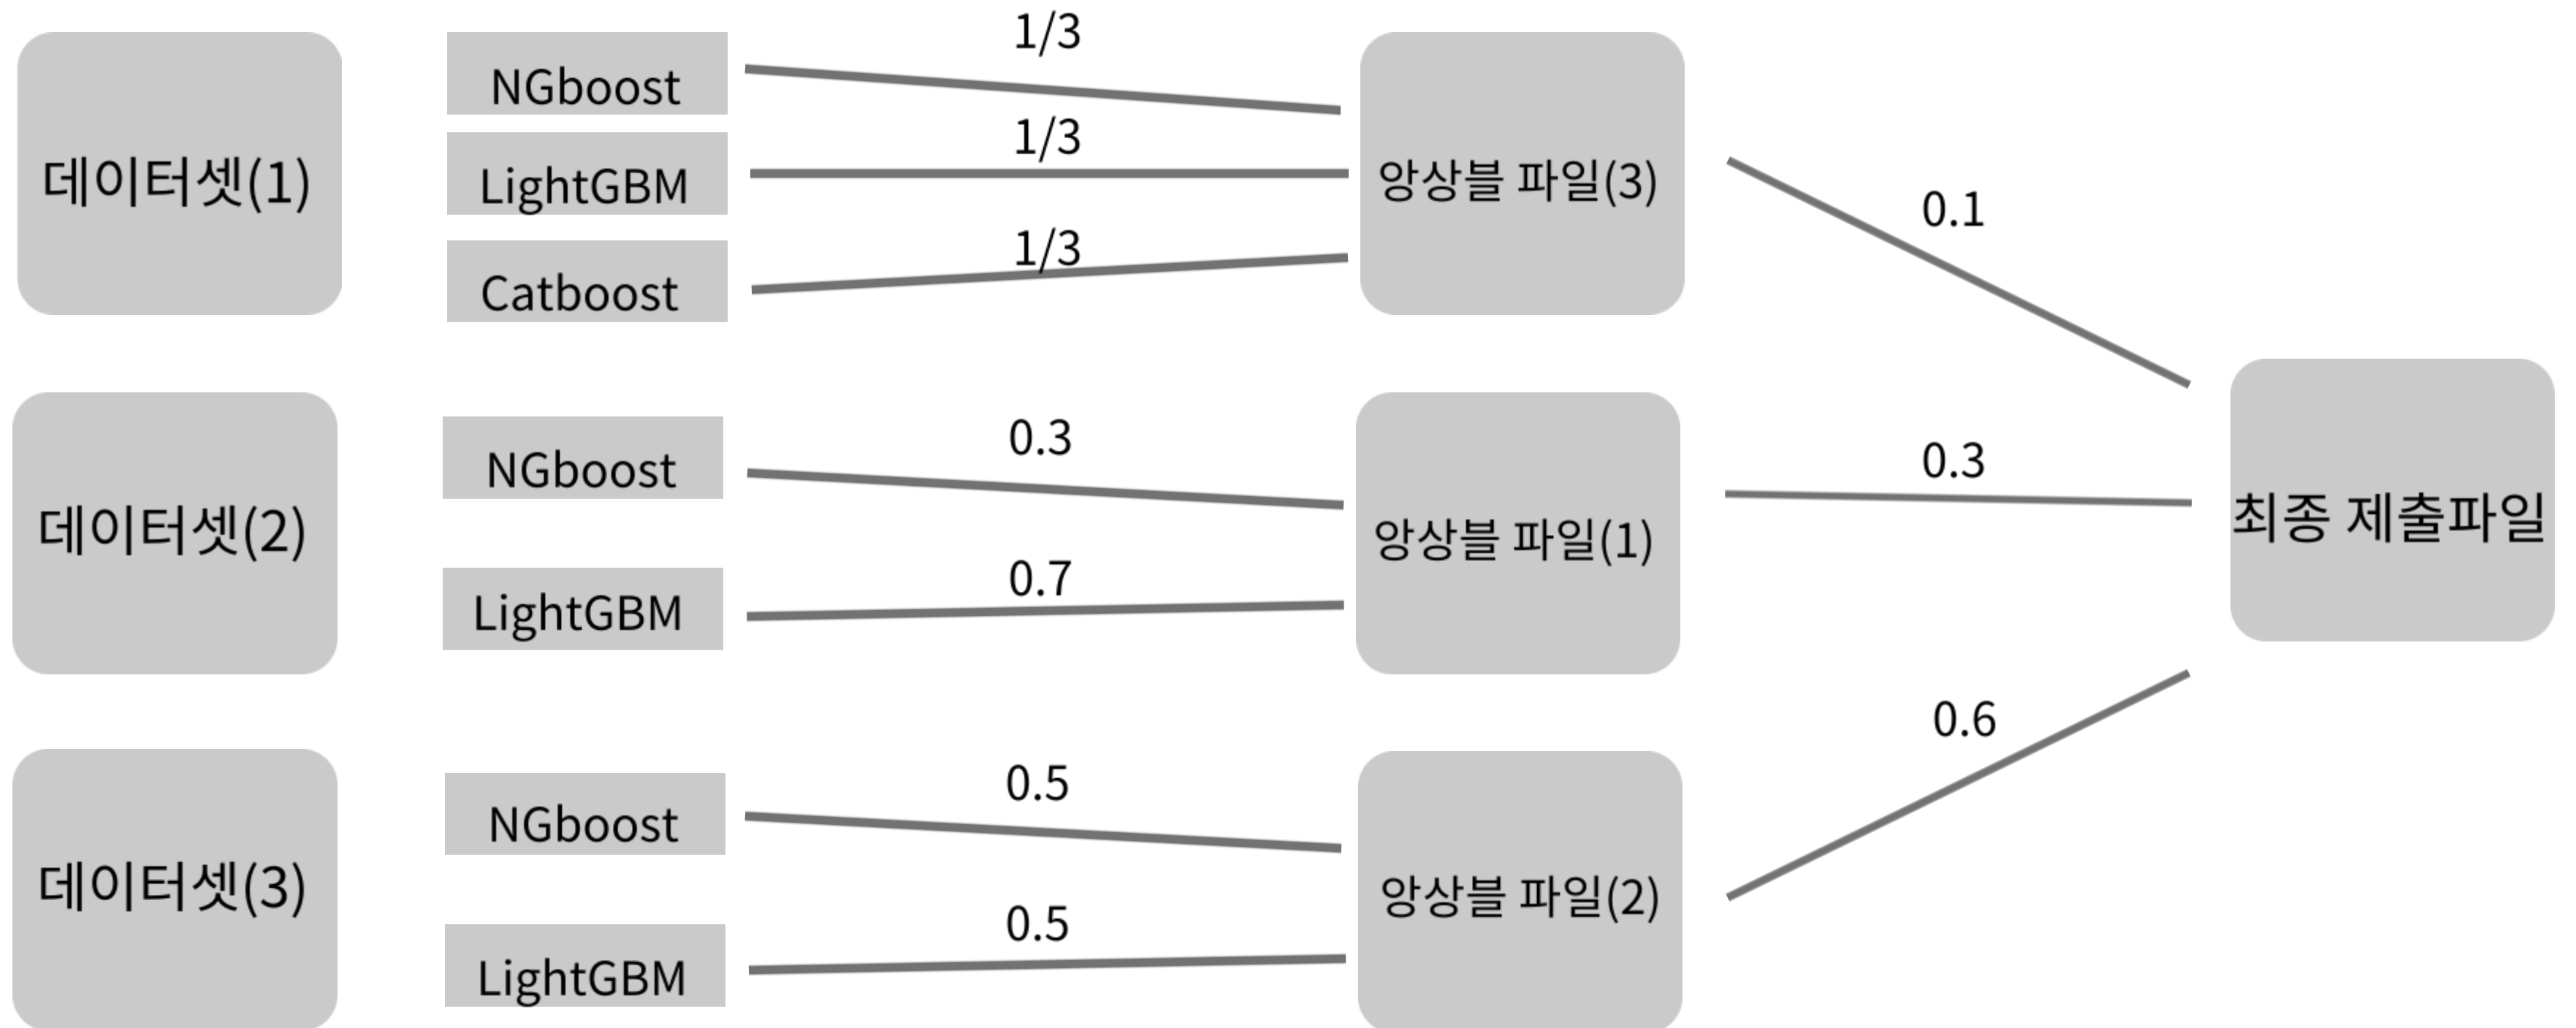 데이터셋(1)
NGboost
LightGBM
Catboost
1/3
1/3
1/3
앙상블 파일(3)
0.1
데이터셋(2)
NGboost
LightGBM
0.3
0.7
앙상블 파일(1)
0.3
최종 제출파일
데이터셋(3)
NGboost
LightGBM
0.5
0.5
앙상블 파일(2)
0.6